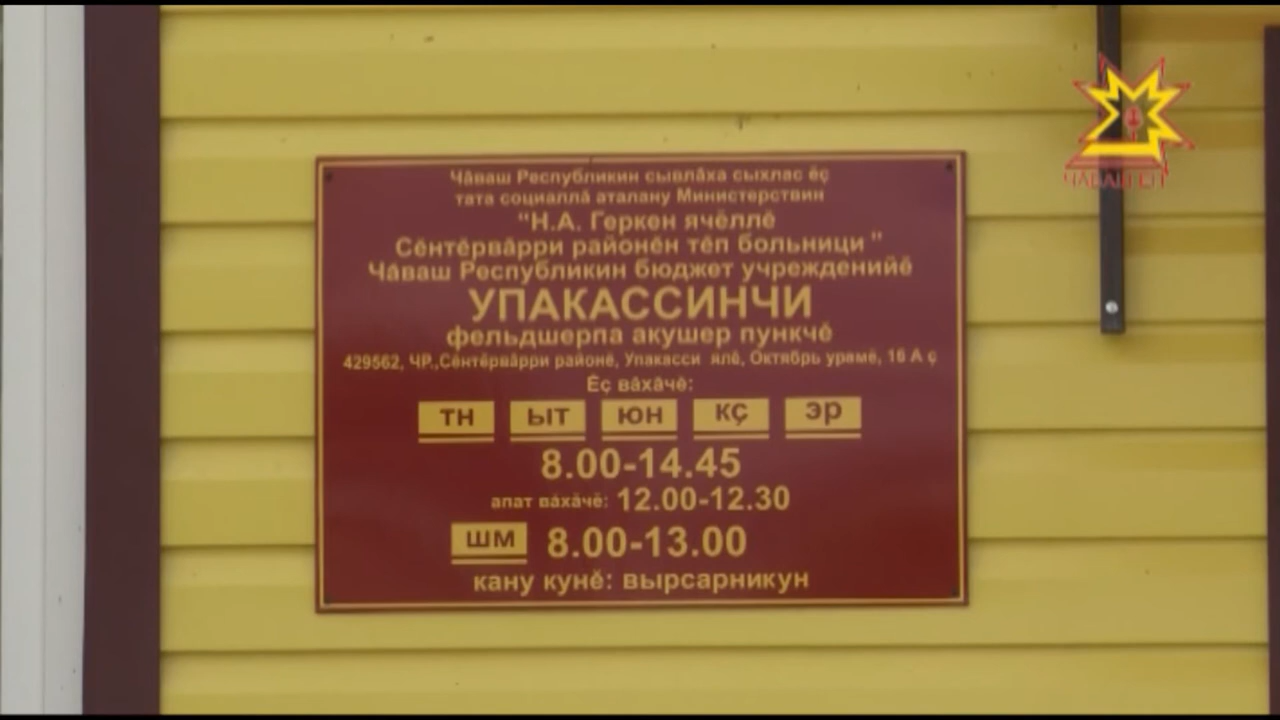 Чӑваш Республикин сывлӑха сыхлас ӗҫ
тата социаллӑ аталану Министерствин
"Н.А. Геркен ячӗллӗ
Сӗнтӗрвӑрри районӗн тӗп больници"
Чӑваш Республикин бюджет учрежденийӗ
УПАКАССИНЧИ
фельдшерпа акушер пункчӗ
429562, ЧР.,Сӗнтӗрвӑрри районӗ, Упакасси ялӗ, Октябрь урамӗ, 16 А ҫ
Ӗҫ вӑхӑчӗ:
тн ыт юн кҫ эр
8.00-14.45
апат вӑхӑчӗ: 12.00-12.30
шм 8.00-13.00
кану кунӗ: вырсарникун